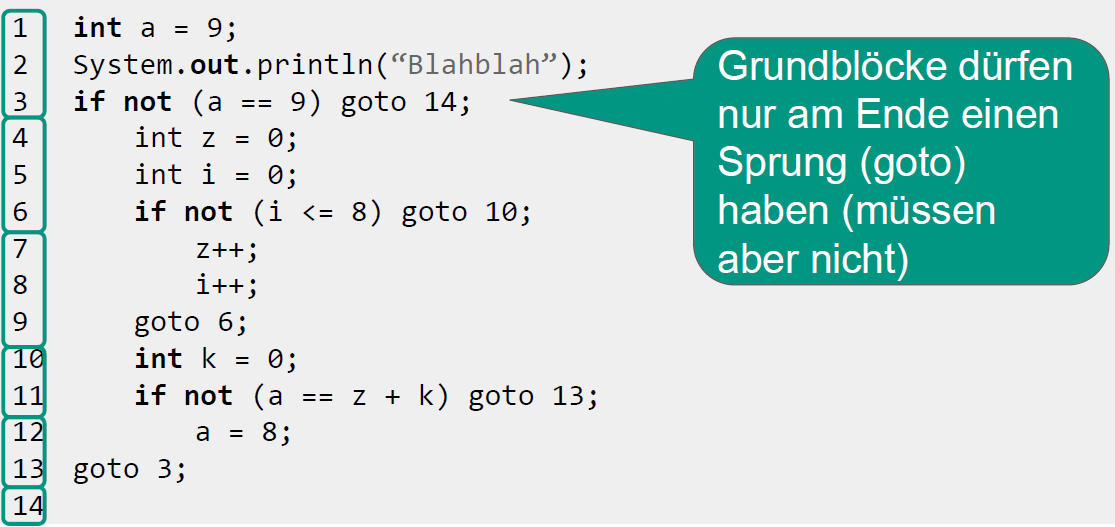 1 int a = 9;
2 System.out.println(“Blahblah”);
3 if not (a == 9) goto 14;
4 int z = 0;
5 int i = 0;
6 if not (i <= 8) goto 10;
7 z++;
8 i++;
9 goto 6;
10 int k = 0;
11 if not (a == z + k) goto 13;
12 a = 8;
13 goto 3;
14
Grundblöcke dürfen
nur am Ende einen
Sprung (goto)
haben (müssen
aber nicht)